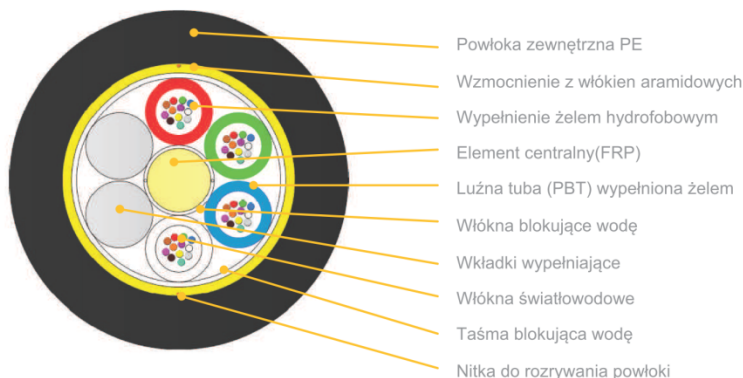 Powłoka zewnętrzna PE
Wzmocnienie z włókien aramidowych
Wypełnienie żelem hydrofobowym
Element centralny(FRP)
Luźna tuba (PBT) wypełniona żelem
Włókna blokujące wodę
Wkładki wypełniające
Włókna światłowodowe
Taśma blokująca wodę
Nitka do rozrywania powłoki